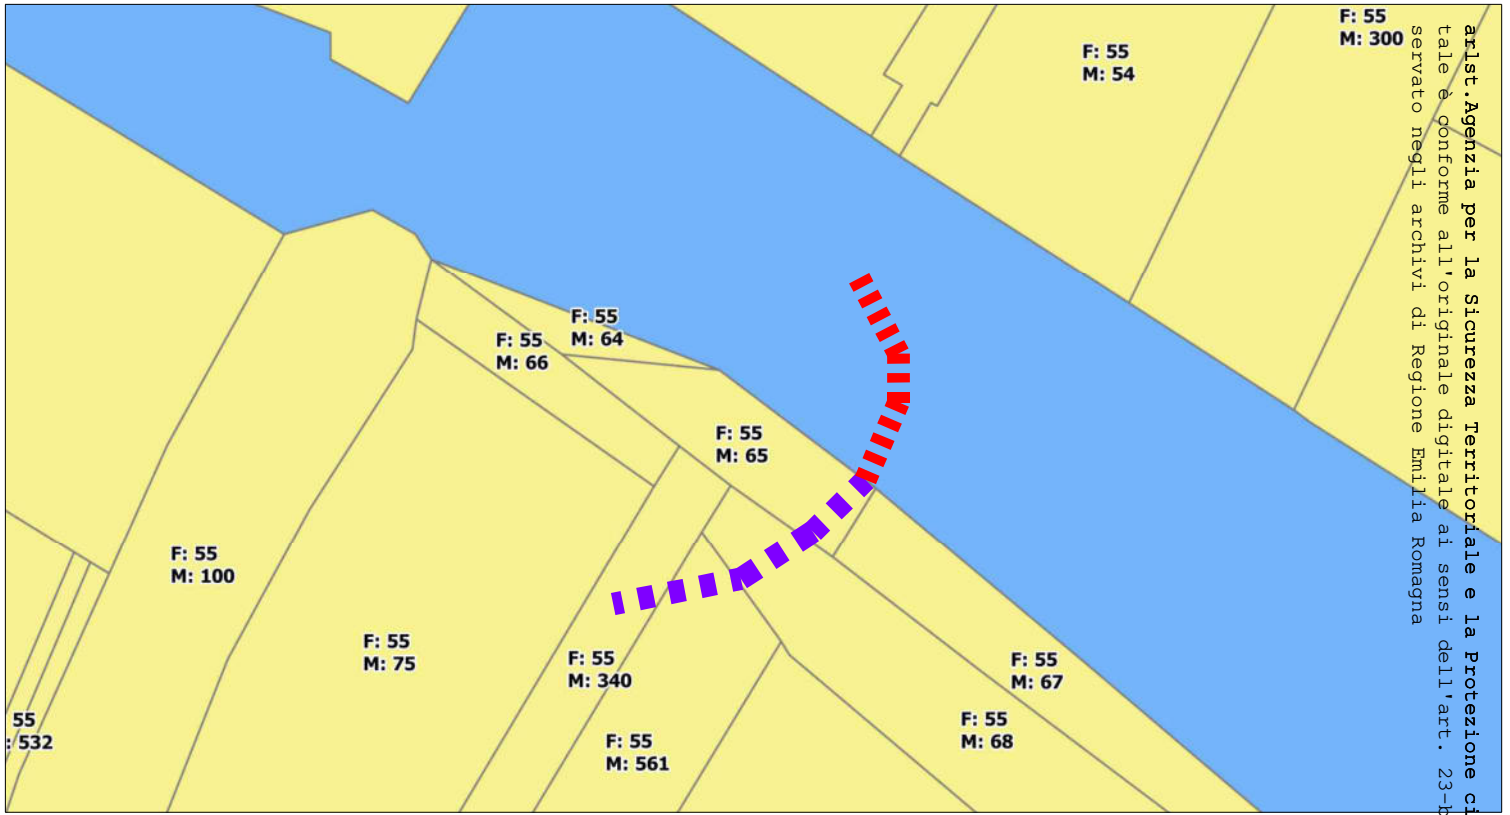 F: 55
M: 300
F: 55
M: 54
F: 55
M: 64
F: 55
M: 66
F: 55
M: 65
F: 55
M: 100
F: 55
M: 75
F: 55
M: 340
F: 55
M: 67
55
: 532
F: 55
M: 68
F: 55
M: 561
arlst.Agenzia per la Sicurezza Territoriale e la Protezione ci
tale è conforme all'originale digitale ai sensi dell'art. 23-b
servato negli archivi di Regione Emilia Romagna